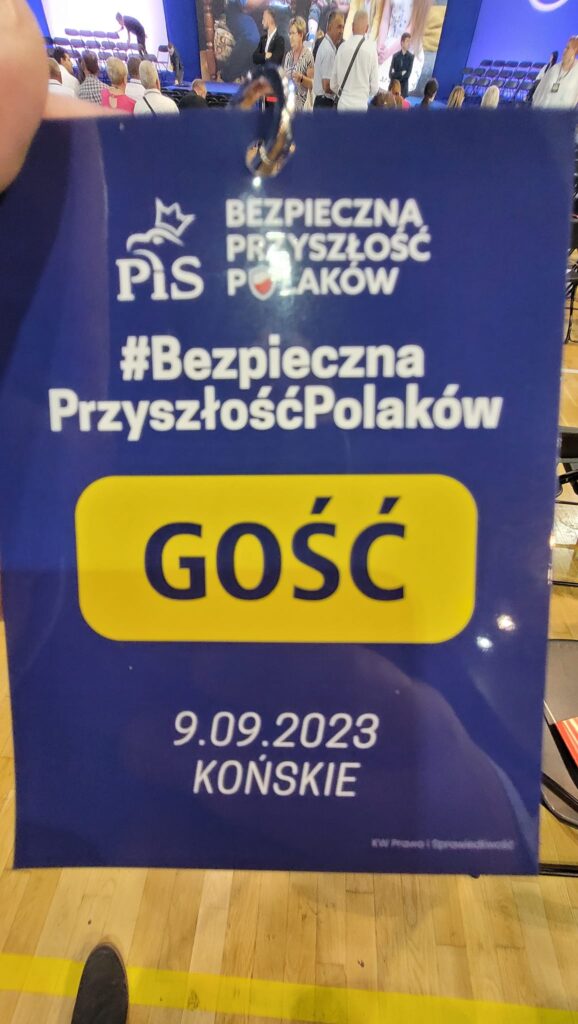 PiS
BEZPIECZNA
PRZYSZŁOŚĆ
POLAKÓW
#Bezpieczna
PrzyszłośćPolaków
GOŚĆ
9.09.2023
KOŃSKIE
KW Prawo i Sprawiedliwość